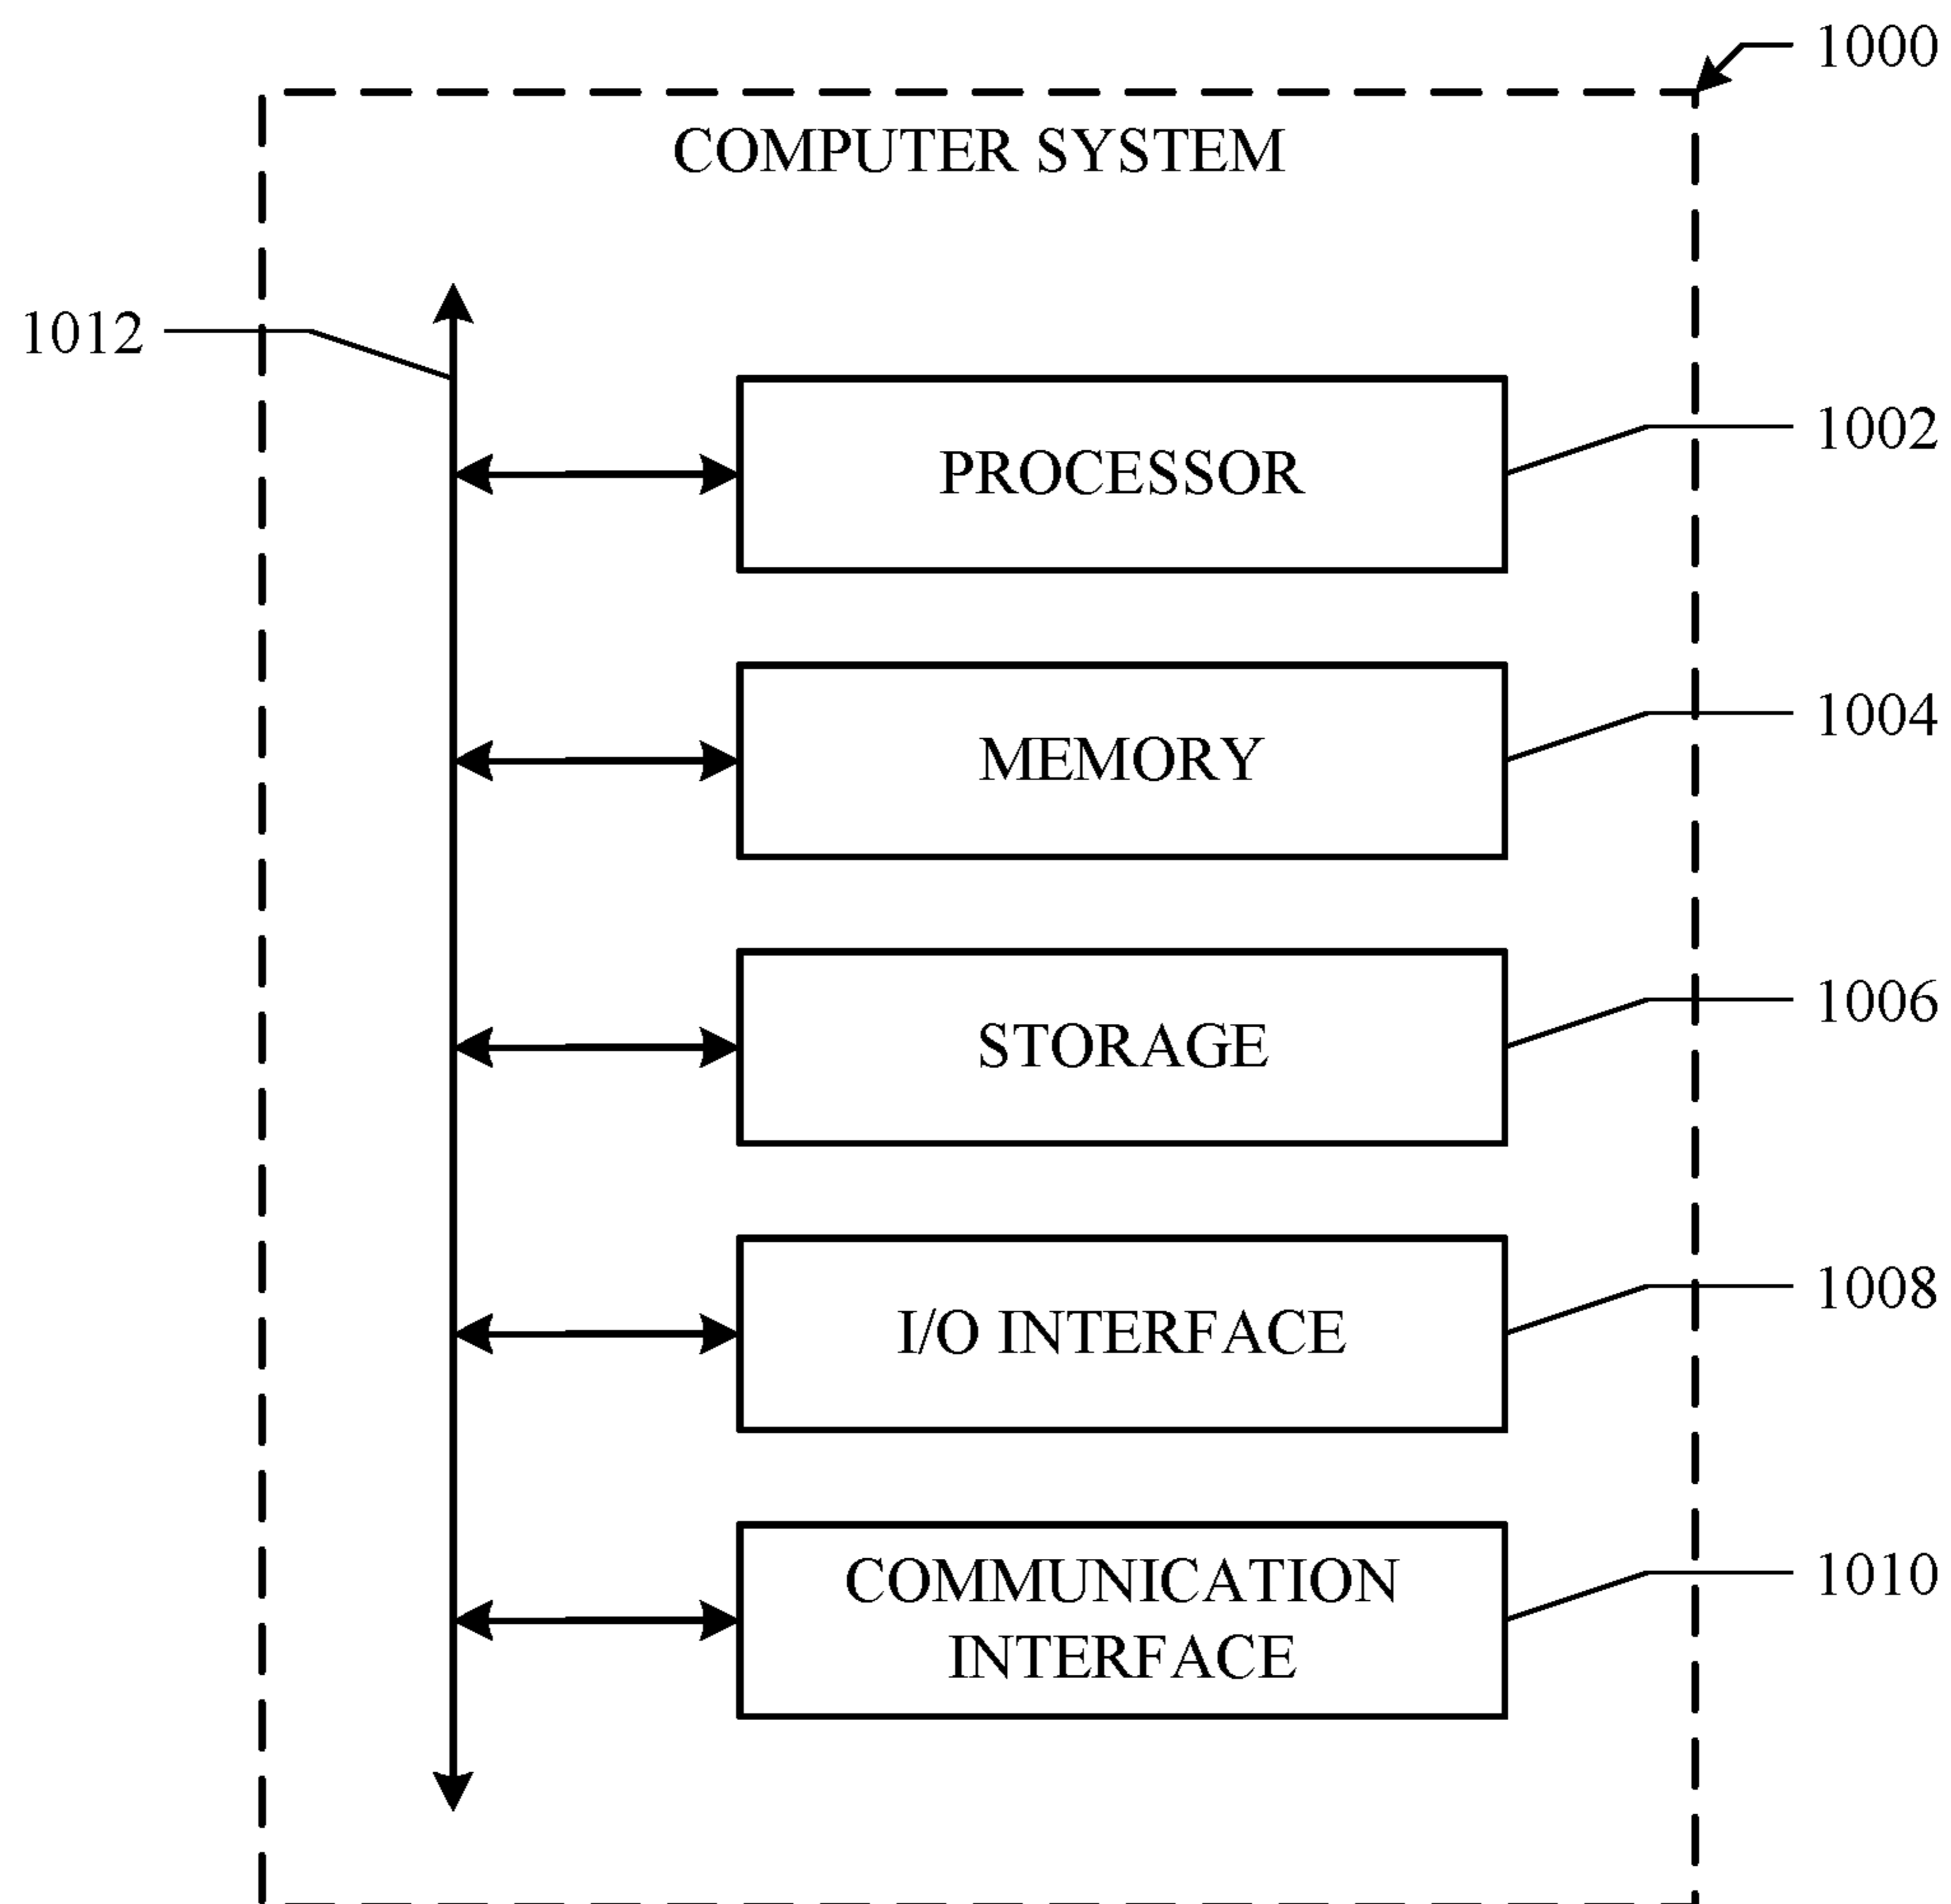 1000
COMPUTER SYSTEM
1012
1002
PROCESSOR
1004
MEMORY
1006
STORAGE
1008
I/O INTERFACE
1010
COMMUNICATION
INTERFACE